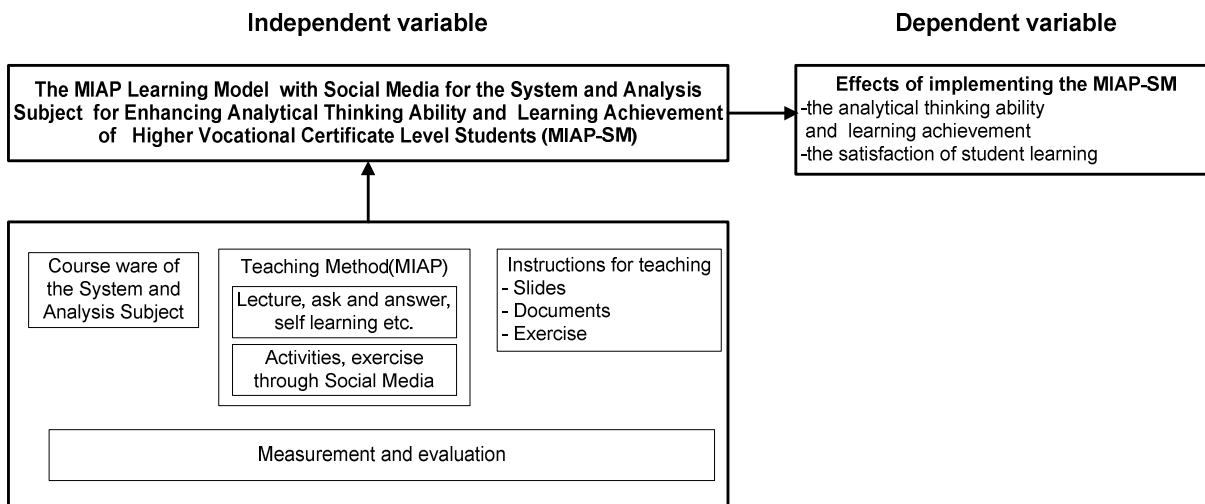 Independent variable
Dependent variable
The MIAP Learning Model with Social Media for the System and Analysis
Subject for Enhancing Analytical Thinking Ability and Learning Achievement
of Higher Vocational Certificate Level Students (MIAP-SM)
Effects of implementing the MIAP-SM
-the analytical thinking ability
and learning achievement
-the satisfaction of student learning
Course ware of
the System and
Analysis Subject
Teaching Method(MIAP)
Lecture, ask and answer,
self learning etc.
Activities, exercise
through Social Media
Instructions for teaching
- Slides
- Documents
- Exercise
Measurement and evaluation